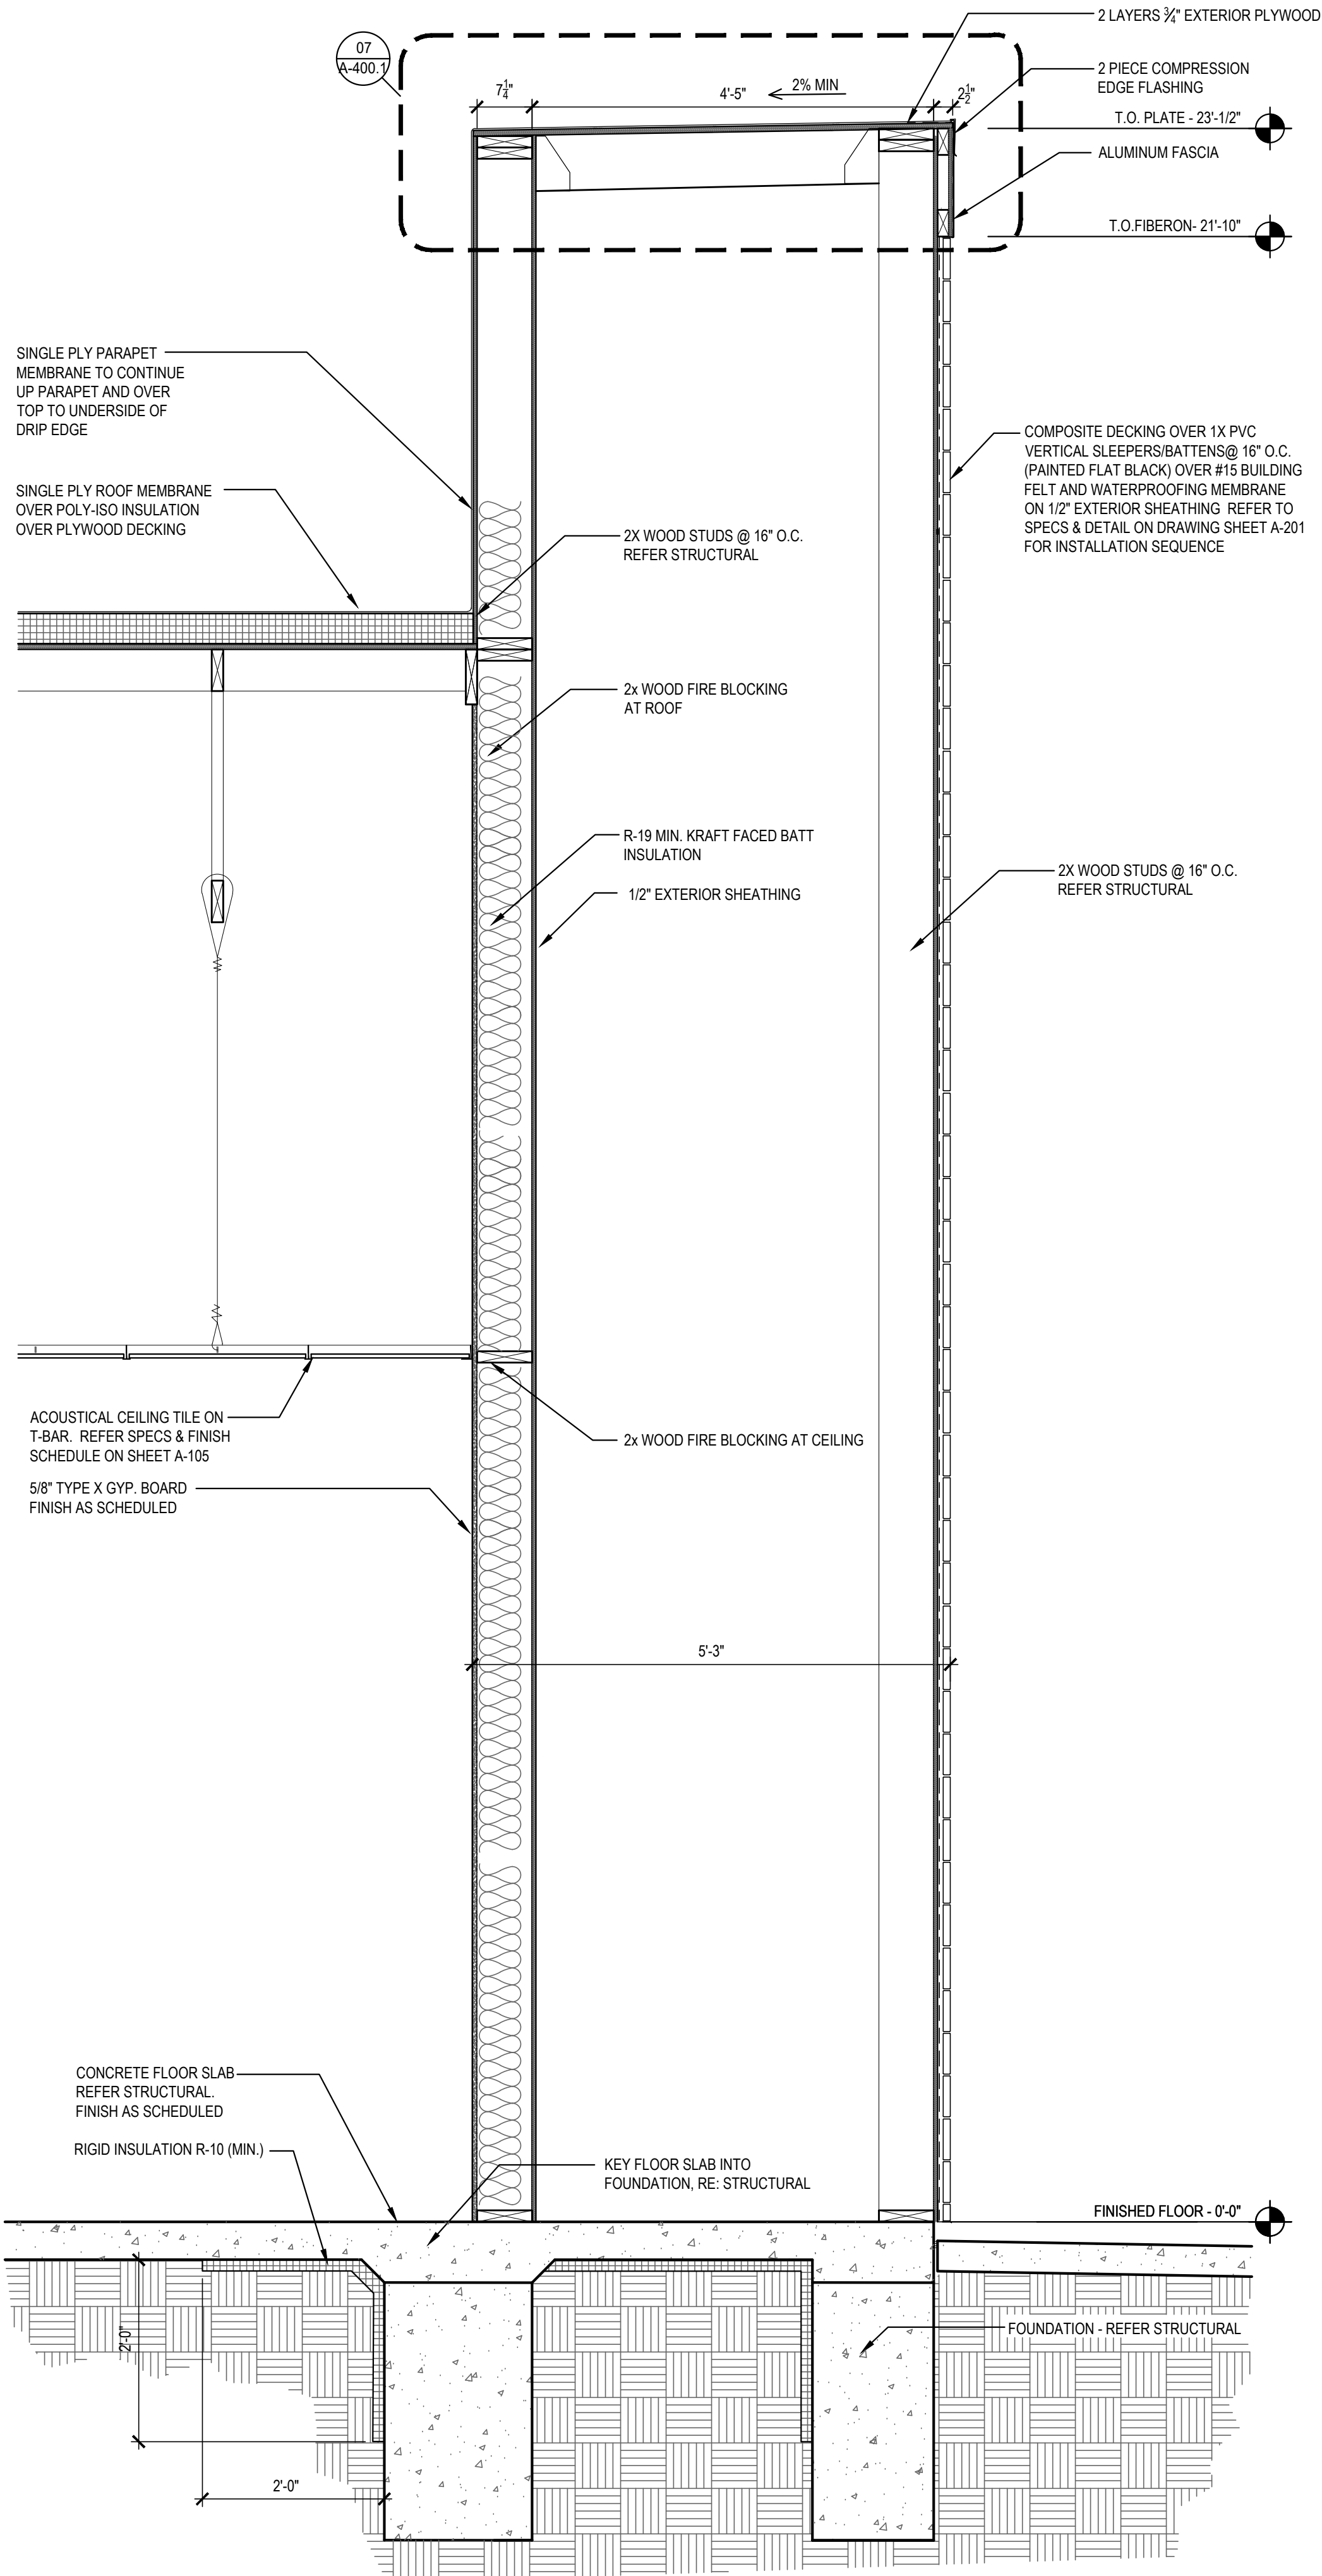 2 LAYERS ¾" EXTERIOR PLYWOOD
07
A-400.1
2 PIECE COMPRESSION
EDGE FLASHING
7¼"
4'-5"
2% MIN
2½"
T.O. PLATE - 23'-1/2"
ALUMINUM FASCIA
T.O.FIBERON- 21'-10"
SINGLE PLY PARAPET
MEMBRANE TO CONTINUE
UP PARAPET AND OVER
TOP TO UNDERSIDE OF
DRIP EDGE
COMPOSITE DECKING OVER 1X PVC
VERTICAL SLEEPERS/BATTENS@ 16" O.C.
(PAINTED FLAT BLACK) OVER #15 BUILDING
FELT AND WATERPROOFING MEMBRANE
ON 1/2" EXTERIOR SHEATHING REFER TO
SPECS & DETAIL ON DRAWING SHEET A-201
FOR INSTALLATION SEQUENCE
SINGLE PLY ROOF MEMBRANE
OVER POLY-ISO INSULATION
OVER PLYWOOD DECKING
2X WOOD STUDS @ 16" O.C.
REFER STRUCTURAL
2x WOOD FIRE BLOCKING
AT ROOF
R-19 MIN. KRAFT FACED BATT
INSULATION
1/2" EXTERIOR SHEATHING
2X WOOD STUDS @ 16" O.C.
REFER STRUCTURAL
ACOUSTICAL CEILING TILE ON
T-BAR. REFER SPECS & FINISH
SCHEDULE ON SHEET A-105
2x WOOD FIRE BLOCKING AT CEILING
5/8" TYPE X GYP. BOARD
FINISH AS SCHEDULED
5'-3"
CONCRETE FLOOR SLAB
REFER STRUCTURAL.
FINISH AS SCHEDULED
RIGID INSULATION R-10 (MIN.)
KEY FLOOR SLAB INTO
FOUNDATION, RE: STRUCTURAL
FINISHED FLOOR - 0'-0"
2'-0"
FOUNDATION - REFER STRUCTURAL
2'-0"